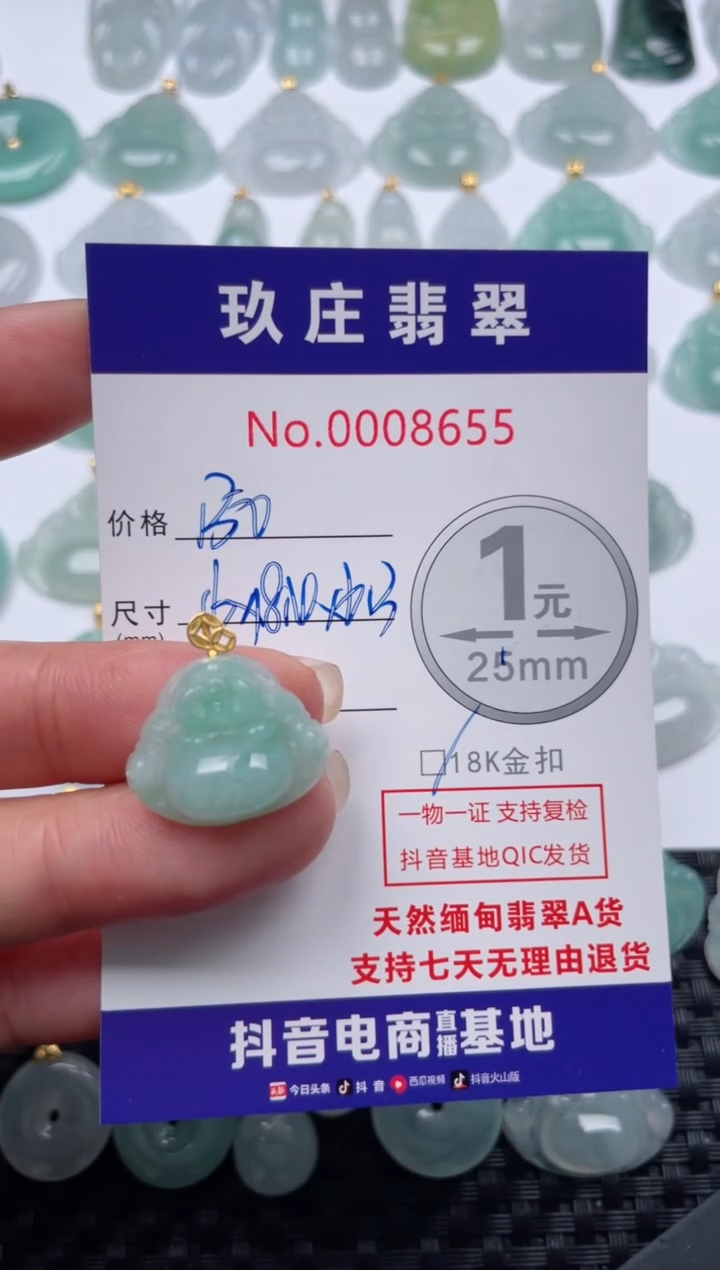 玖庄翡翠
No.0008655
价格
尺寸
(mm)
1元
25mm
□18K金扣
一物一证 支持复检
抖音基地QIC发货
天然缅甸翡翠A货
支持七天无理由退货
抖音电商直播基地
头条 今日头条 抖音 西瓜视频 抖音火山版